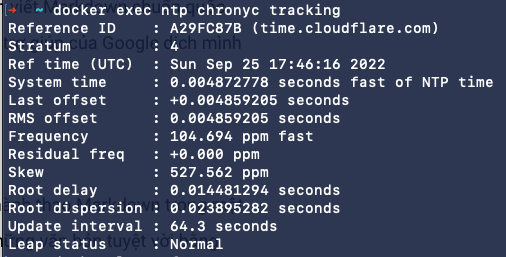 → ~ docker exec ntp chronyc tracking
Reference ID : A29FC87B (time.cloudflare.com)
Stratum : 4
Ref time (UTC) : Sun Sep 25 17:46:16 2022
System time : 0.004872778 seconds fast of NTP time
Last offset : +0.004859205 seconds
RMS offset : 0.004859205 seconds
Frequency : 104.694 ppm fast
Residual freq : +0.000 ppm
Skew : 527.562 ppm
Root delay : 0.014481294 seconds
Root dispersion : 0.023895282 seconds
Update interval : 64.3 seconds
Leap status : Normal